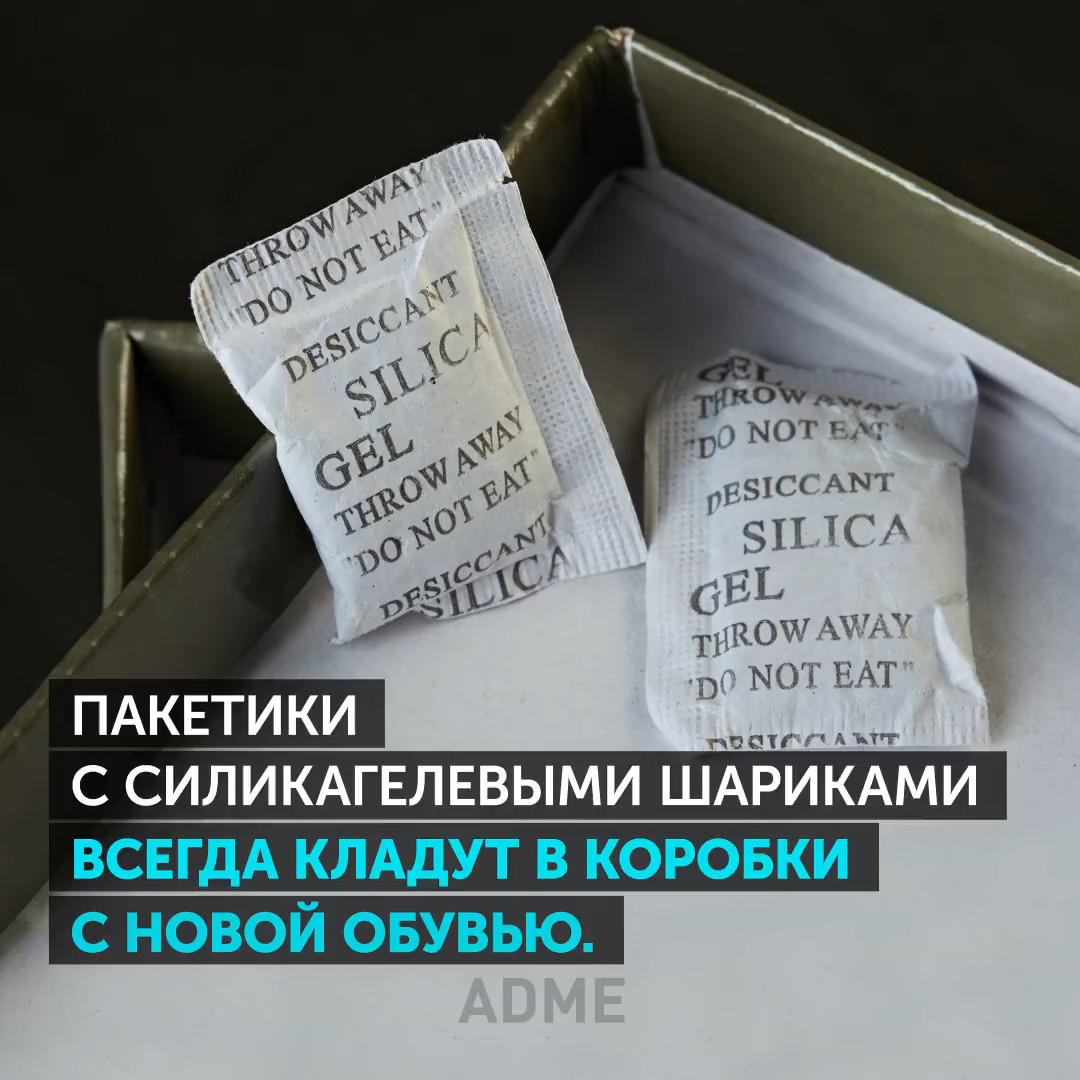 THROW AWAY
"DO NOT EAT"
DESICCANT
SILICA
GEL
THROW AWAY
"DO NOT EAT"
DESICCANT
SILICA
GEL
THROW AWAY
"DO NOT EAT"
DESICCANT
SILICA
GEL
THROW AWAY
"DO NOT EAT"
DESICCANT
ПАКЕТИКИ
С СИЛИКАГЕЛЕВЫМИ ШАРИКАМИ
ВСЕГДА КЛАДУТ В КОРОБКИ
С НОВОЙ ОБУВЬЮ.
ADME